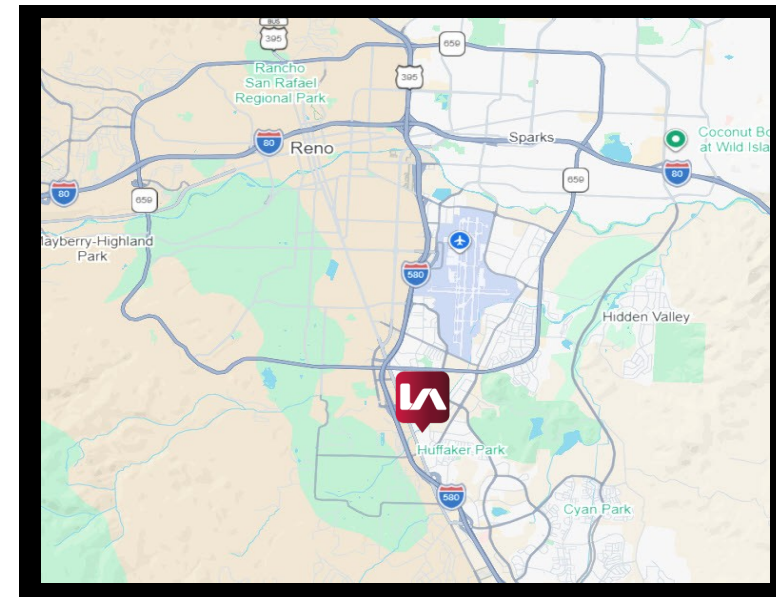 BUS
395
659
Rancho
San Rafael
Regional Park
395
Sparks
Coconut Bo
at Wild Isla
80
Reno
80
659
80
659
Mayberry-Highland
Park
580
Hidden Valley
LA
Huffaker Park
580
Cyan Park